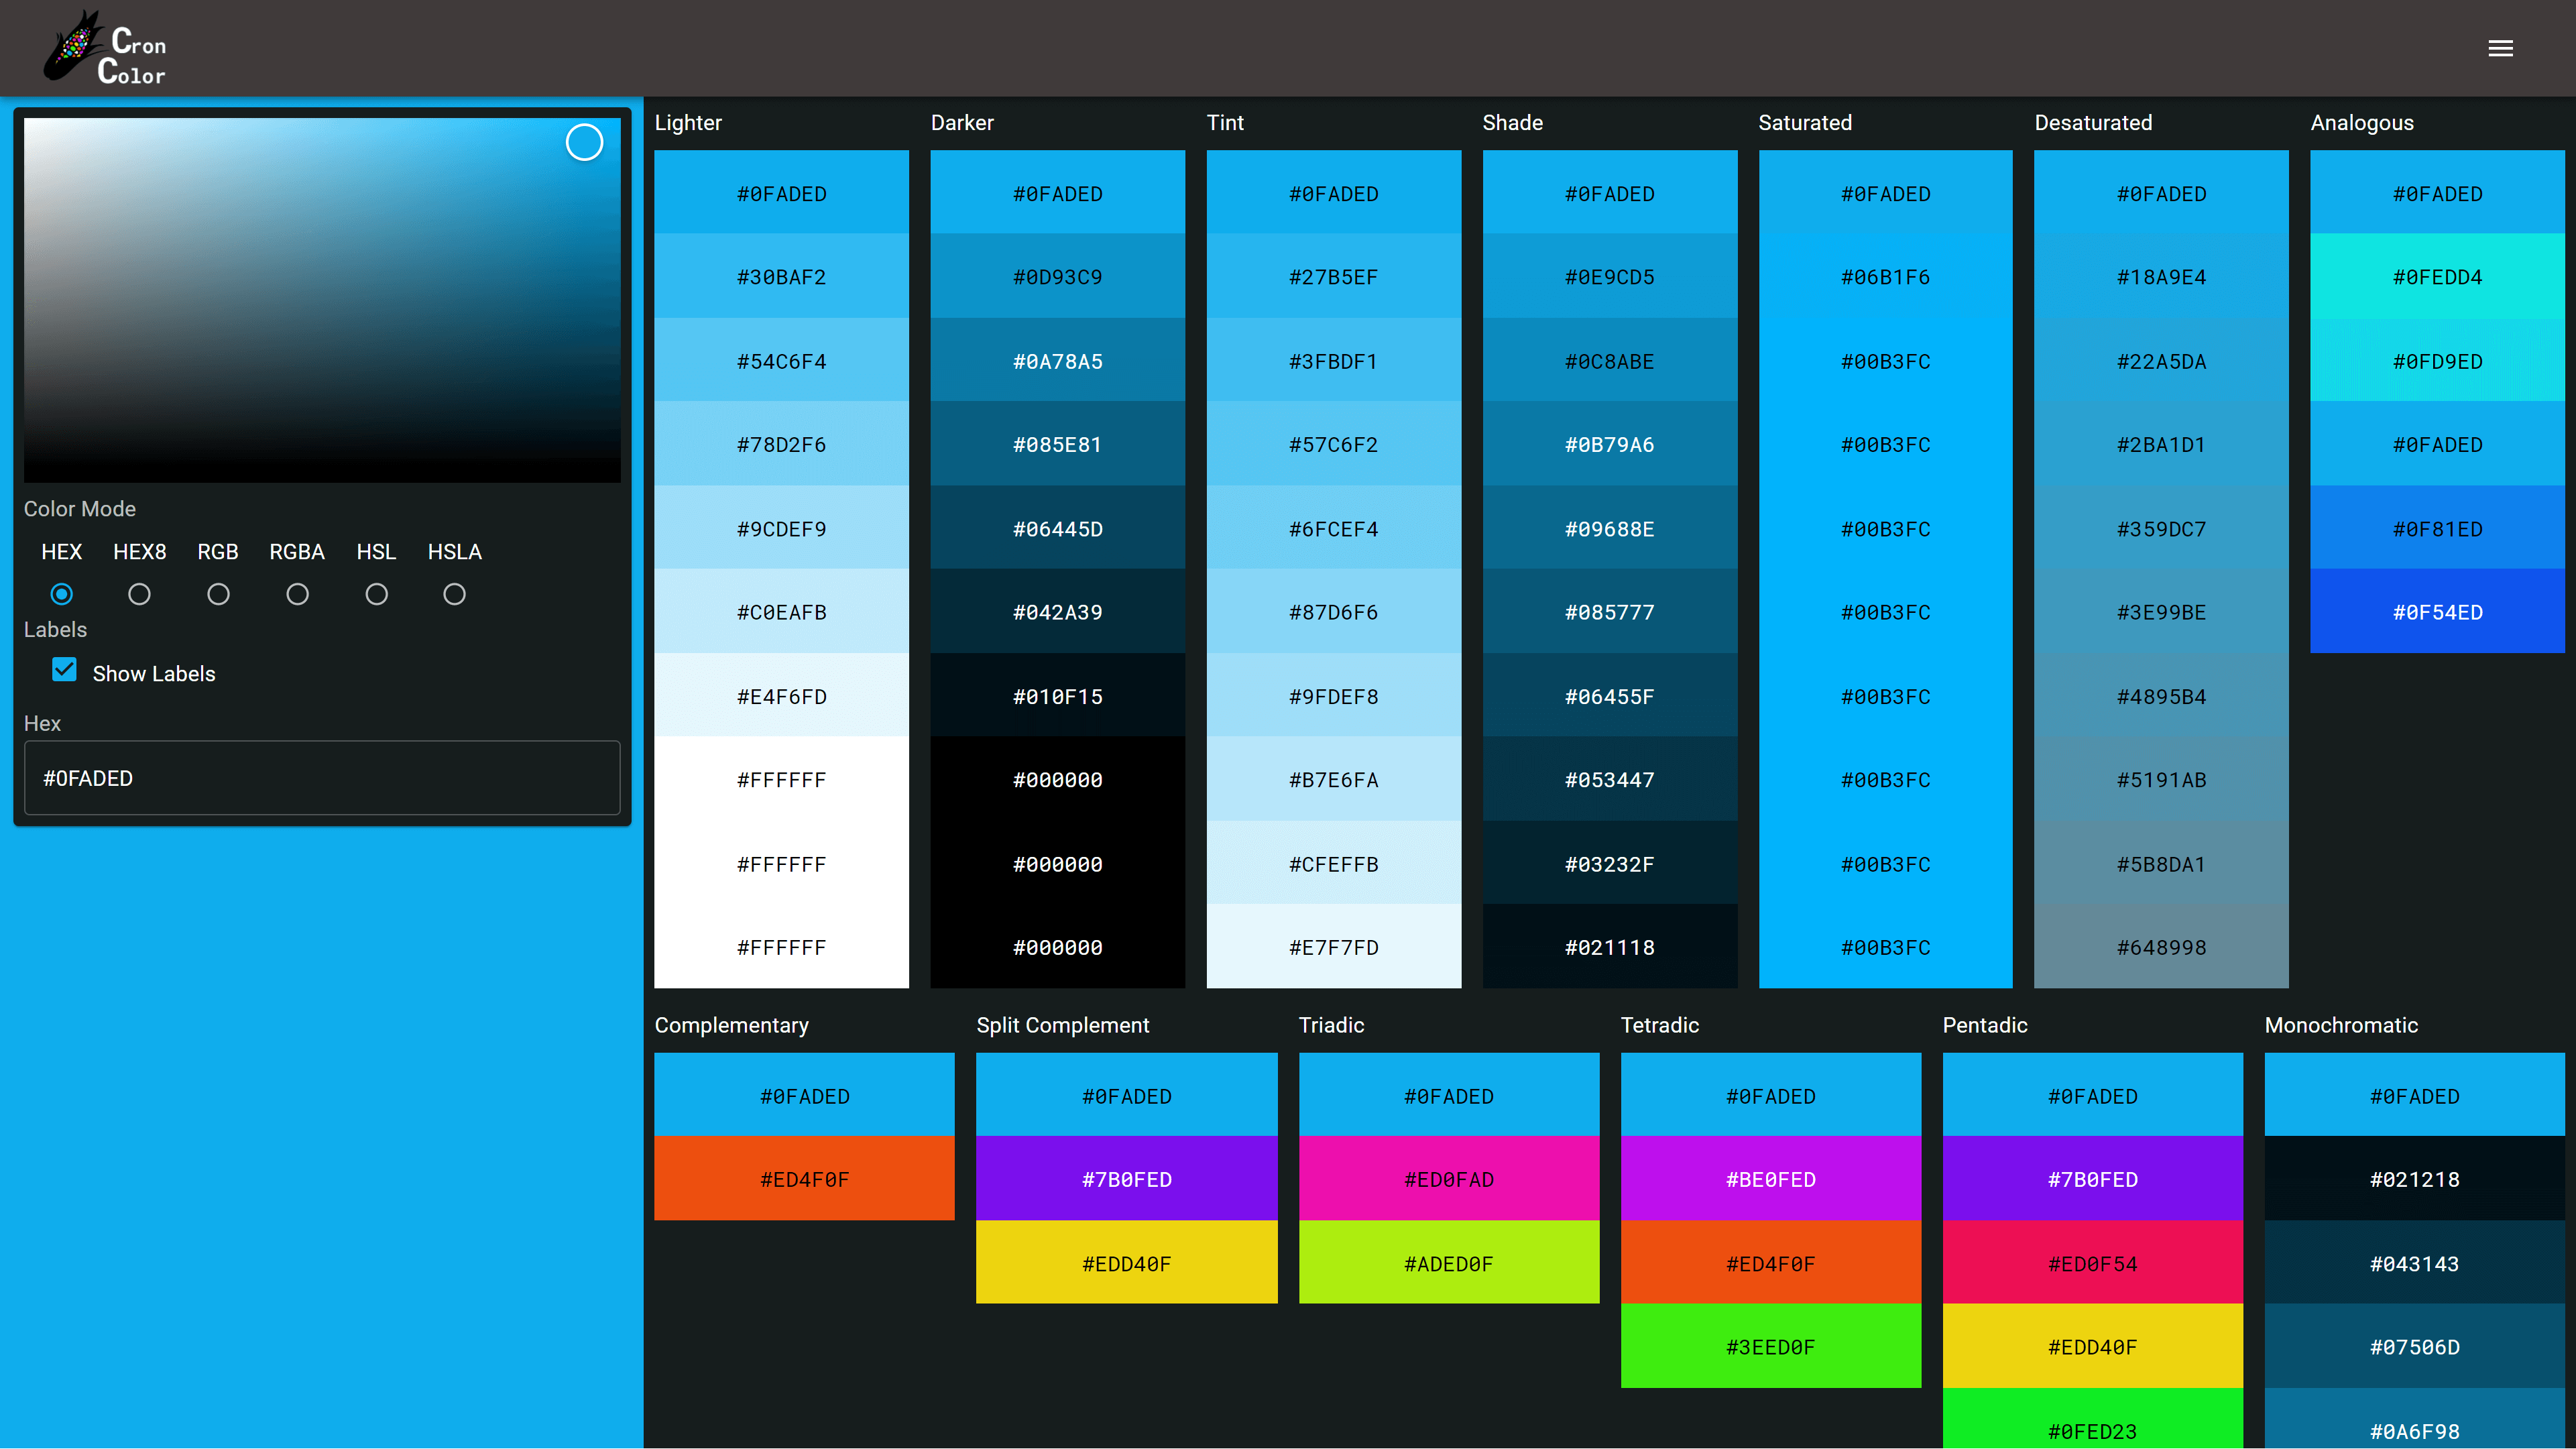 Cron
Color
Color Mode
HEX HEX8 RGB RGBA HSL HSLA
Labels
Show Labels
Hex
#0FADED
Lighter
#0FADED
#30BAF2
#54C6F4
#78D2F6
#9CDEF9
#C0EAFB
#E4F6FD
#FFFFFF
#FFFFFF
#FFFFFF
Darker
#0FADED
#0D93C9
#0A78A5
#085E81
#06445D
#042A39
#010F15
#000000
#000000
#000000
Tint
#0FADED
#27B5EF
#3FBDF1
#57C6F2
#6FCEF4
#87D6F6
#9FDEF8
#B7E6FA
#CFEFFB
#E7F7FD
Shade
#0FADED
#0E9CD5
#0C8ABE
#0B79A6
#09688E
#085777
#06455F
#053447
#03232F
#021118
Saturated
#0FADED
#06B1F6
#00B3FC
#00B3FC
#00B3FC
#00B3FC
#00B3FC
#00B3FC
#00B3FC
#00B3FC
Desaturated
#0FADED
#18A9E4
#22A5DA
#2BA1D1
#359DC7
#3E99BE
#4895B4
#5191AB
#5B8DA1
#648998
Analogous
#0FADED
#0FEDD4
#0FD9ED
#0FADED
#0F81ED
#0F54ED
Complementary
#0FADED
#ED4F0F
Split Complement
#0FADED
#7B0FED
#EDD40F
Triadic
#0FADED
#ED0FAD
#ADED0F
Tetradic
#0FADED
#BE0FED
#ED4F0F
#3EED0F
Pentadic
#0FADED
#7B0FED
#ED0F54
#EDD40F
#0FED23
Monochromatic
#0FADED
#021218
#043143
#07506D
#0A6F98